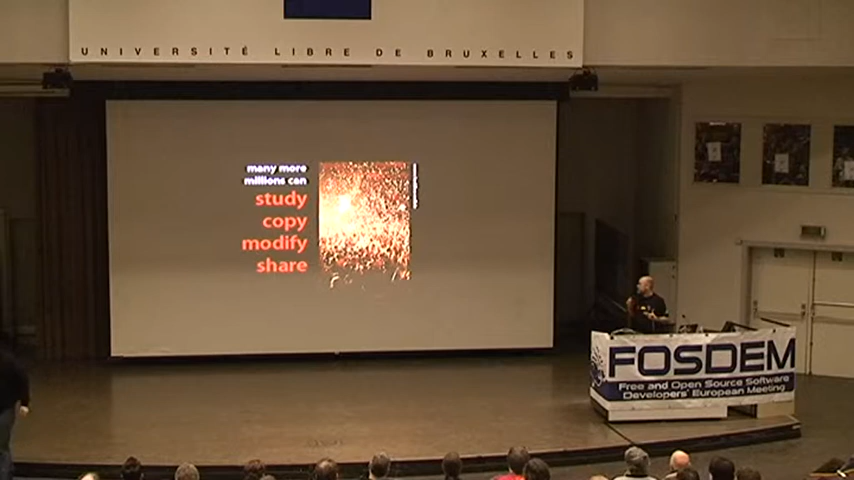 UNIVERSITÉ LIBRE DE BRUXELLES
many more
millions can
study
copy
modify
share
FOSDEM
Free and Open Source Software
Developers' European Meeting